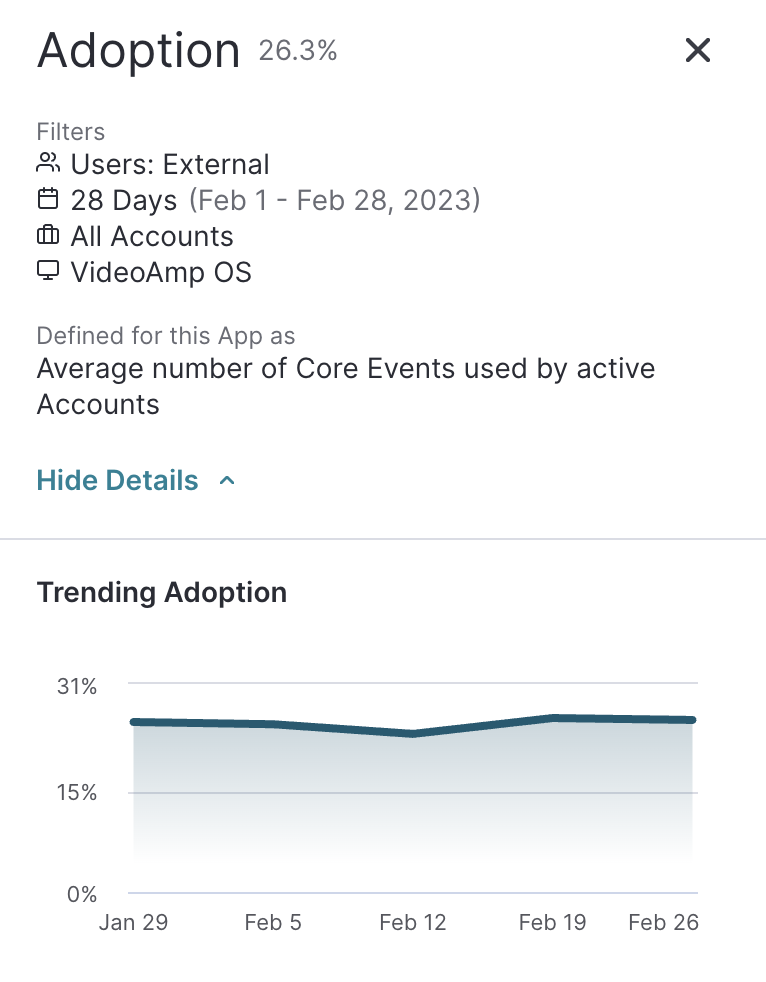 Adoption 26.3%
Filters
Users: External
28 Days (Feb 1 - Feb 28, 2023)
All Accounts
VideoAmp OS
Defined for this App as
Average number of Core Events used by active
Accounts
Hide Details
Trending Adoption
31%
15%
0%
Jan 29 Feb 5 Feb 12 Feb 19 Feb 26